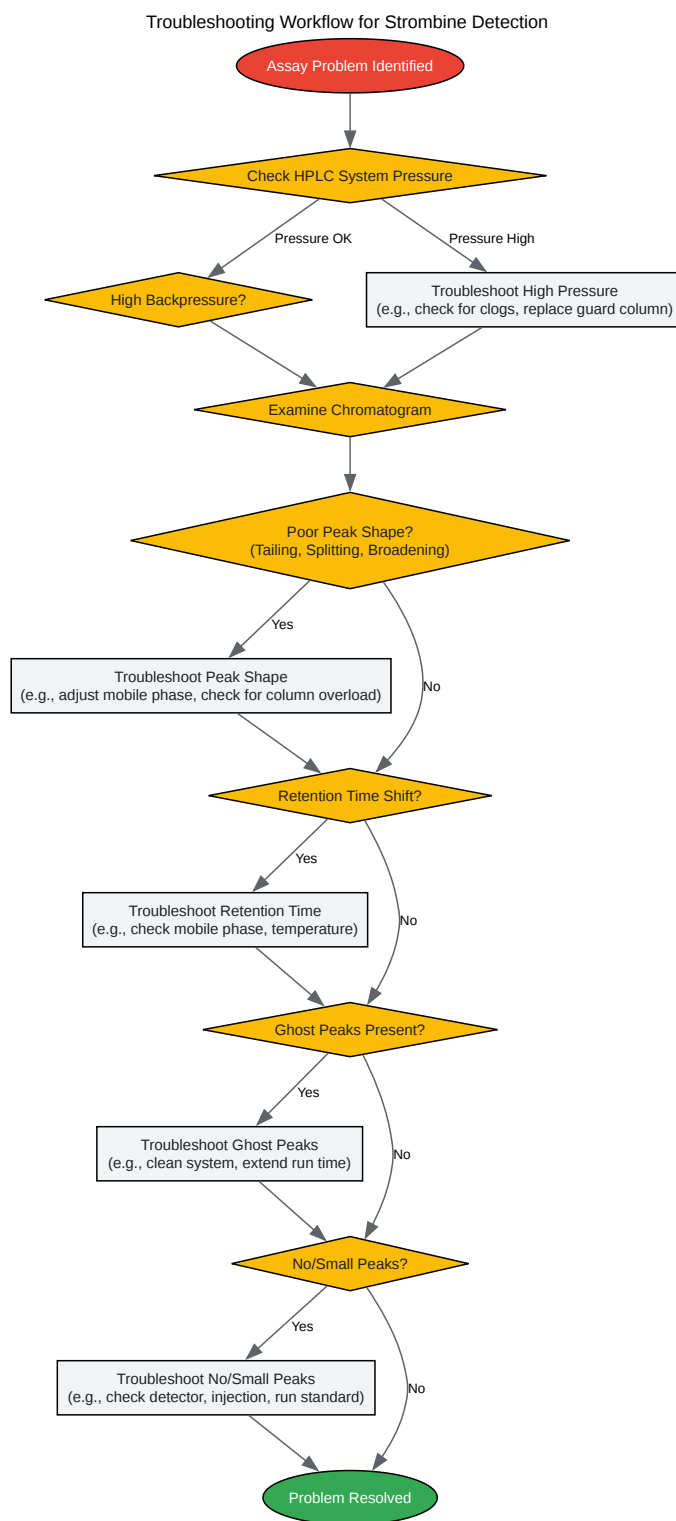 Troubleshooting Workflow for Strombine Detection
Assay Problem Identified
Check HPLC System Pressure
Pressure OK
Pressure High
High Backpressure?
Troubleshoot High Pressure
(e.g., check for clogs, replace guard column)
Examine Chromatogram
Poor Peak Shape?
(Tailing, Splitting, Broadening)
Yes
Troubleshoot Peak Shape
(e.g., adjust mobile phase, check for column overload)
No
Retention Time Shift?
Yes
Troubleshoot Retention Time
(e.g., check mobile phase, temperature)
No
Ghost Peaks Present?
Yes
Troubleshoot Ghost Peaks
(e.g., clean system, extend run time)
No
No/Small Peaks?
Yes
Troubleshoot No/Small Peaks
(e.g., check detector, injection, run standard)
No
Problem Resolved